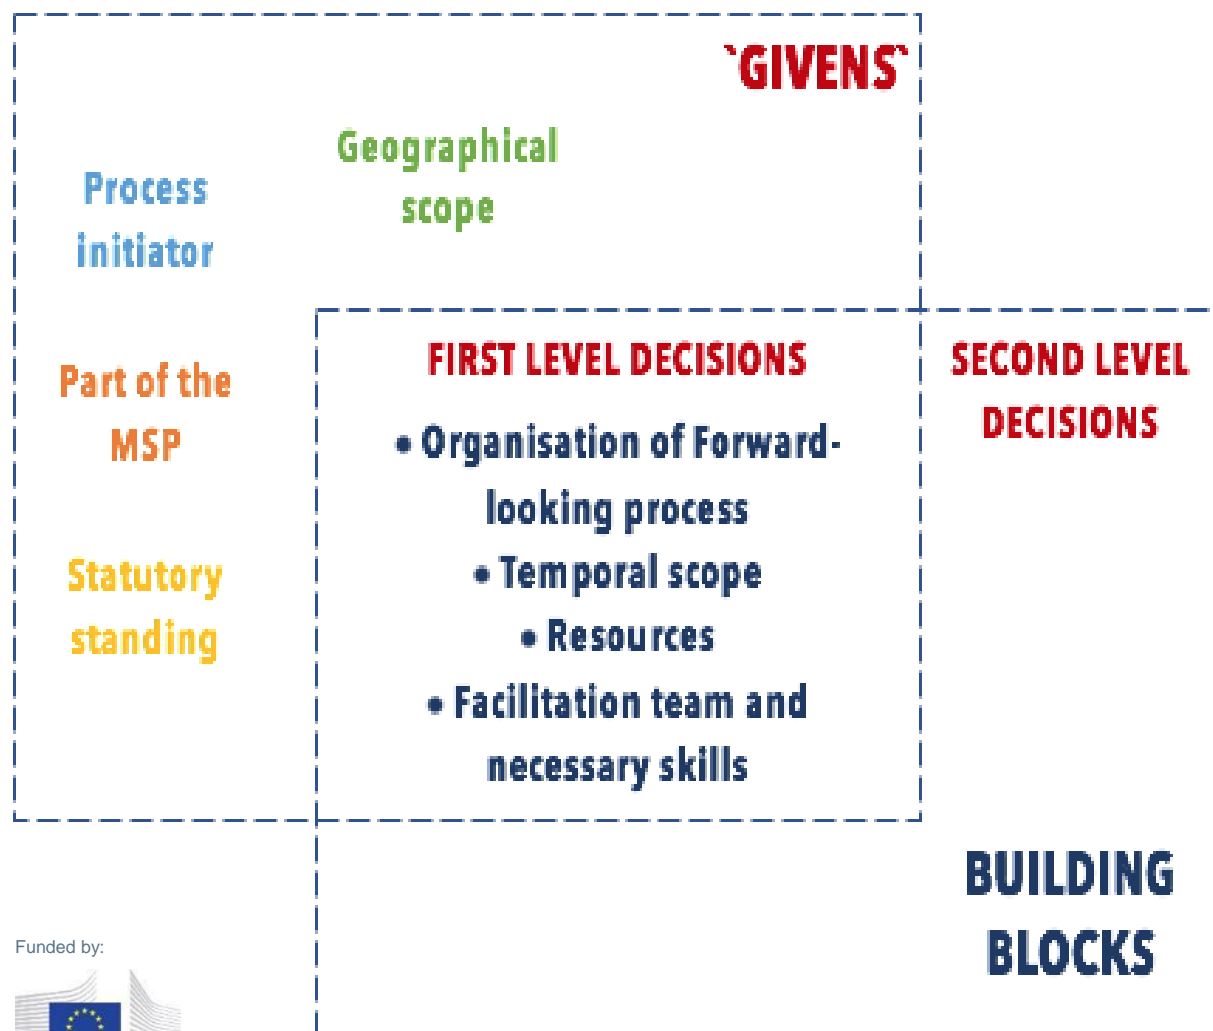 `GIVENS`
Geographical
scope
Process
initiator
Part of the
MSP
Statutory
standing
FIRST LEVEL DECISIONS
• Organisation of Forward-
looking process
• Temporal scope
• Resources
• Facilitation team and
necessary skills
SECOND LEVEL
DECISIONS
BUILDING
BLOCKS
Funded by: